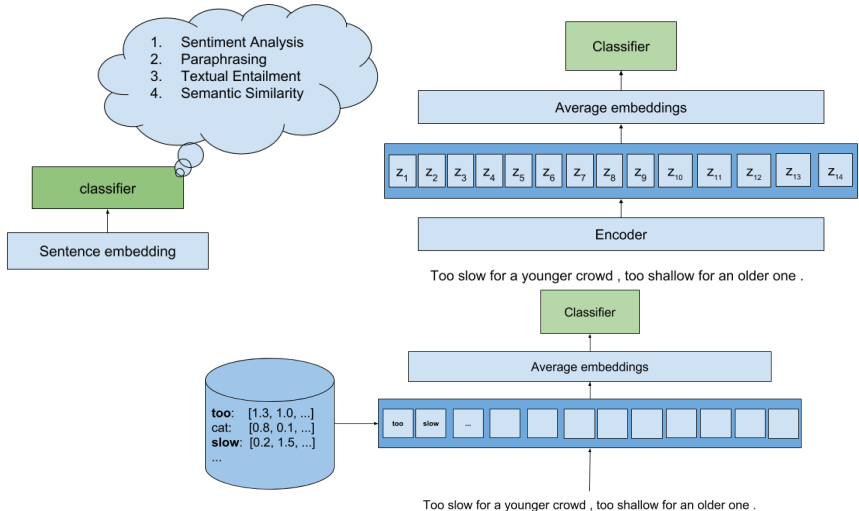 1. Sentiment Analysis
2. Paraphrasing
3. Textual Entailment
4. Semantic Similarity
classifier
Sentence embedding
Classifier
Average embeddings
z1 z2 z3 z4 z5 z6 z7 z8 z9 z10 z11 z12 z13 z14
Encoder
Too slow for a younger crowd , too shallow for an older one .
Classifier
Average embeddings
too: [1.3, 1.0, ...]
cat: [0.8, 0.1, ...]
slow: [0.2, 1.5, ...]
...
too slow ...
Too slow for a younger crowd , too shallow for an older one .